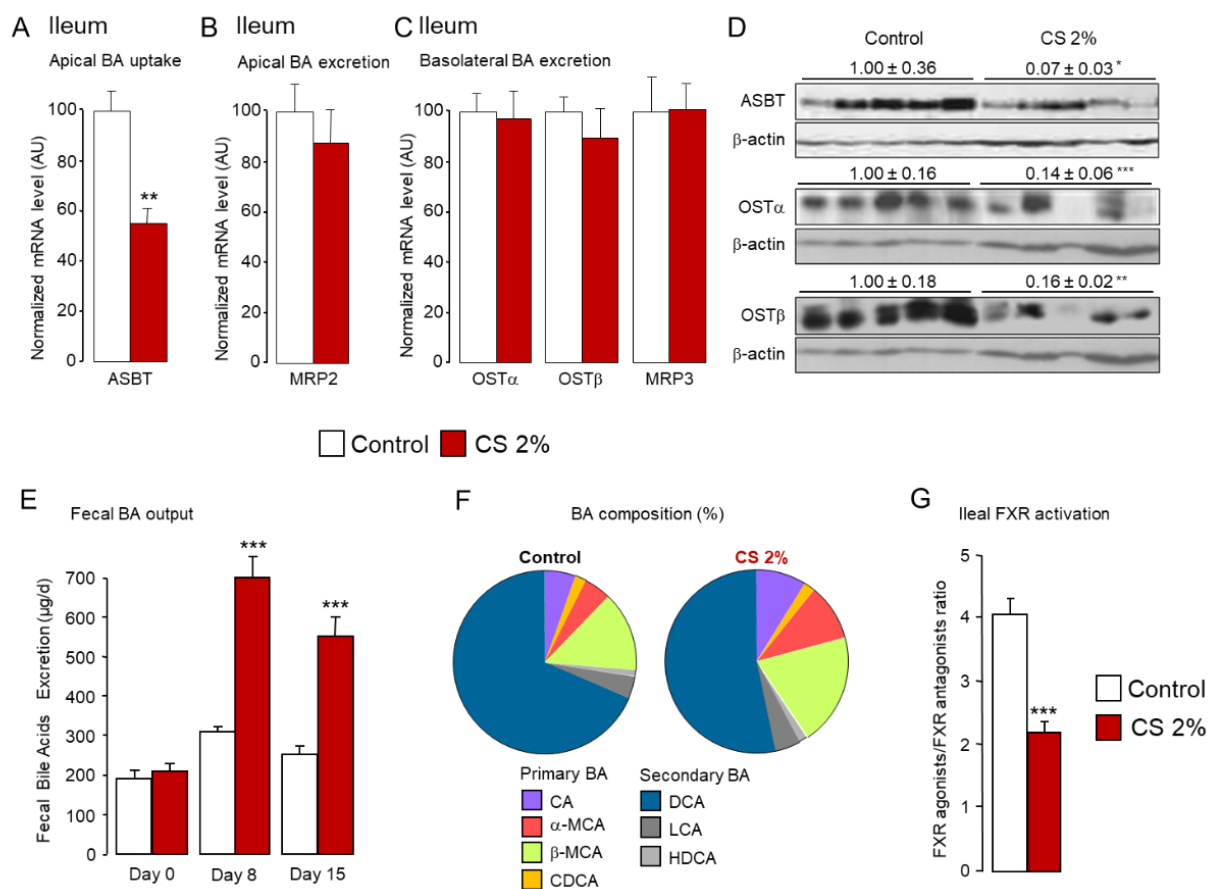 A
Ileum
Apical BA uptake
Normalized mRNA level (AU)
100
80
60
40
20
0
**
ASBT
B
Ileum
Apical BA excretion
Normalized mRNA level (AU)
100
80
60
40
20
0
MRP2
C
Ileum
Basolateral BA excretion
Normalized mRNA level (AU)
100
80
60
40
20
0
OSTα
OSTβ
MRP3
D
Control
CS 2%
1.00 ± 0.36
0.07 ± 0.03 *
ASBT
β-actin
1.00 ± 0.16
0.14 ± 0.06 ***
OSTα
β-actin
1.00 ± 0.18
0.16 ± 0.02 **
OSTβ
β-actin
Control
CS 2%
E
Fecal BA output
Fecal Bile Acids Excretion (µg/d)
700
600
500
400
300
200
100
0
***
***
Day 0
Day 8
Day 15
F
BA composition (%)
Control
CS 2%
Primary BA
CA
α-MCA
β-MCA
CDCA
Secondary BA
DCA
LCA
HDCA
G
Ileal FXR activation
FXR agonists/FXR antagonists ratio
5
4
3
2
1
0
***
Control
CS 2%